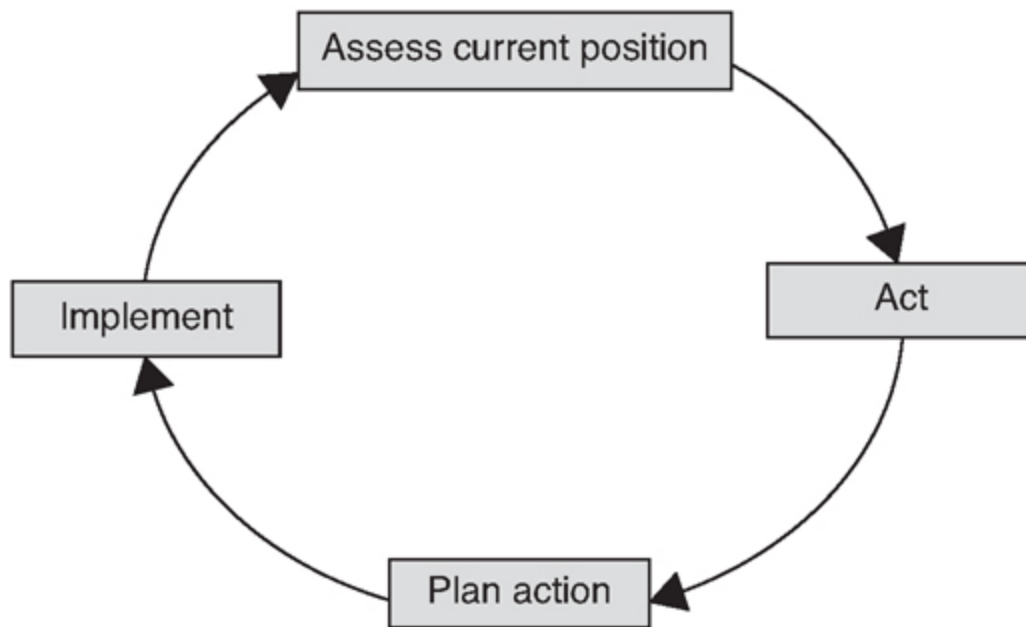 Assess current position
Act
Implement
Plan action